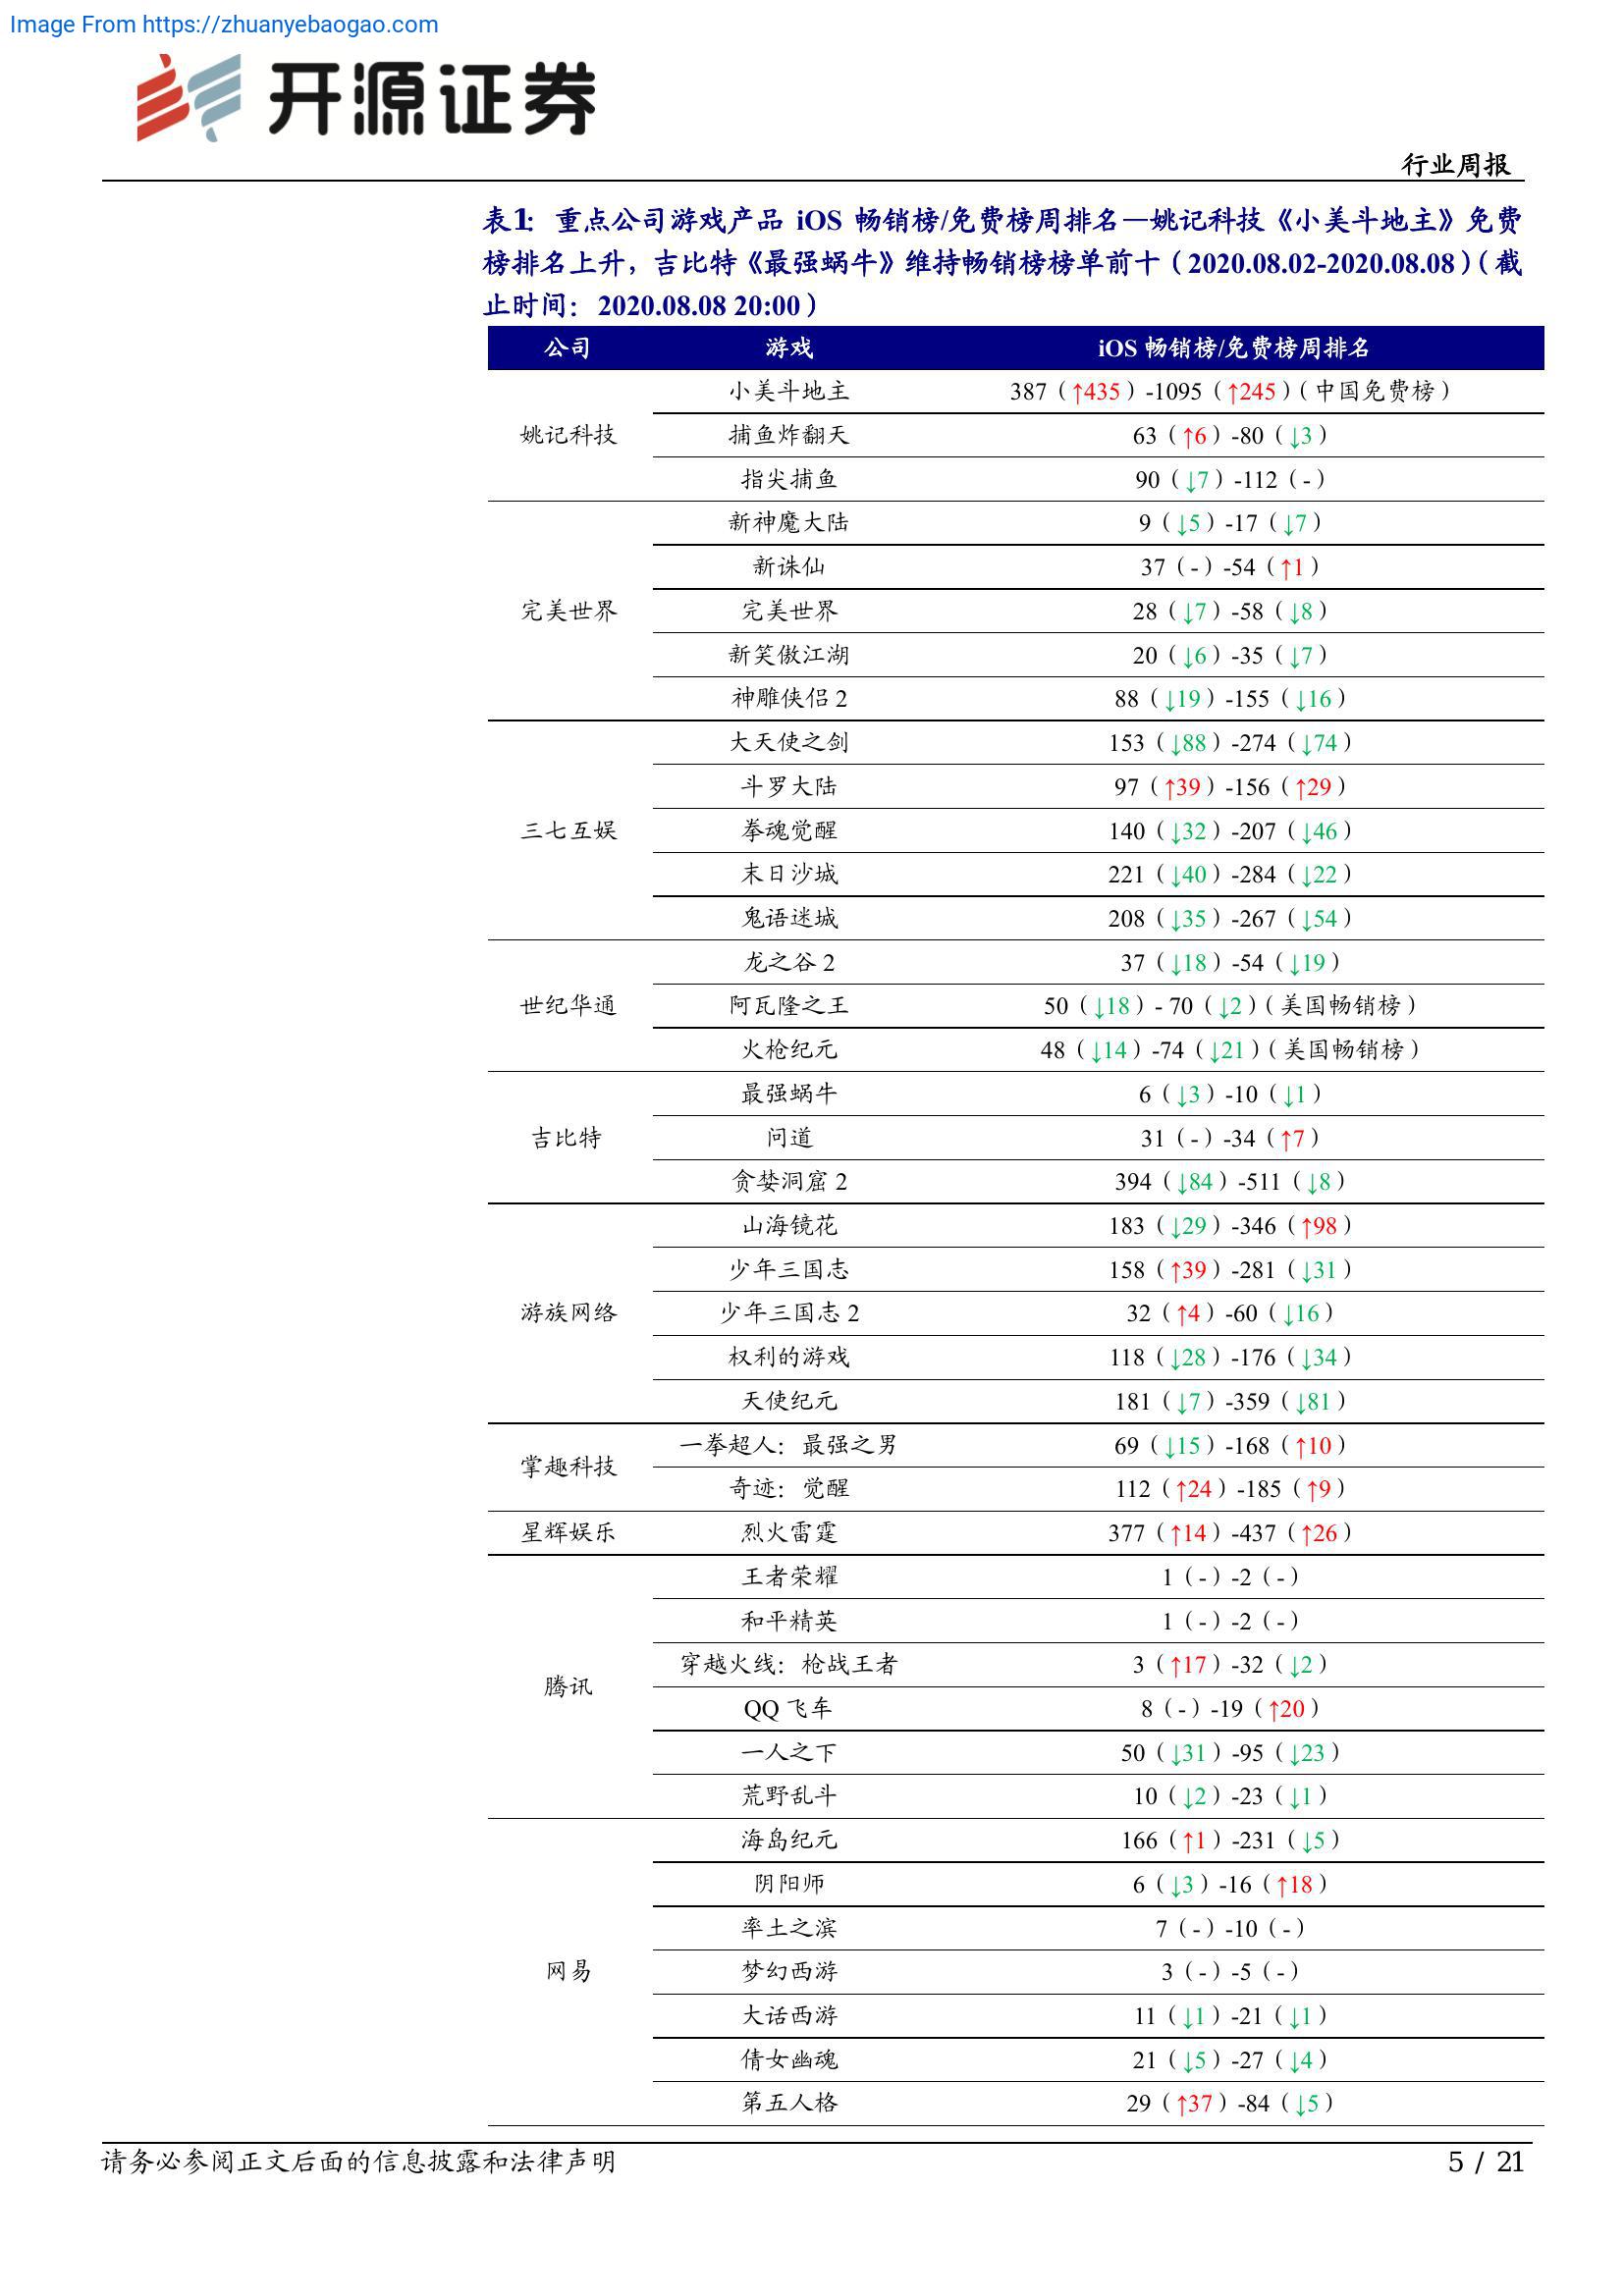 Image From https://zhuanyebaogao.com
开源证券
行业周报
表1：重点公司游戏产品 iOS 畅销榜/免费榜周排名—姚记科技《小美斗地主》免费
榜排名上升，吉比特《最强蜗牛》维持畅销榜榜单前十（2020.08.02-2020.08.08）（截
止时间：2020.08.08 20:00）
公司 游戏 iOS 畅销榜/免费榜周排名
姚记科技 小美斗地主 387（↑435）-1095（↑245）（中国免费榜）
捕鱼炸翻天 63（↑6）-80（↓3）
指尖捕鱼 90（↓7）-112（-）
完美世界 新神魔大陆 9（↓5）-17（↓7）
新诛仙 37（-）-54（↑1）
完美世界 28（↓7）-58（↓8）
新笑傲江湖 20（↓6）-35（↓7）
神雕侠侣 2 88（↓19）-155（↓16）
三七互娱 大天使之剑 153（↓88）-274（↓74）
斗罗大陆 97（↑39）-156（↑29）
拳魂觉醒 140（↓32）-207（↓46）
末日沙城 221（↓40）-284（↓22）
鬼语迷城 208（↓35）-267（↓54）
世纪华通 龙之谷 2 37（↓18）-54（↓19）
阿瓦隆之王 50（↓18）- 70（↓2）（美国畅销榜）
火枪纪元 48（↓14）-74（↓21）（美国畅销榜）
吉比特 最强蜗牛 6（↓3）-10（↓1）
问道 31（-）-34（↑7）
贪婪洞窟 2 394（↓84）-511（↓8）
游族网络 山海镜花 183（↓29）-346（↑98）
少年三国志 158（↑39）-281（↓31）
少年三国志 2 32（↑4）-60（↓16）
权利的游戏 118（↓28）-176（↓34）
天使纪元 181（↓7）-359（↓81）
掌趣科技 一拳超人：最强之男 69（↓15）-168（↑10）
奇迹：觉醒 112（↑24）-185（↑9）
星辉娱乐 烈火雷霆 377（↑14）-437（↑26）
腾讯 王者荣耀 1（-）-2（-）
和平精英 1（-）-2（-）
穿越火线：枪战王者 3（↑17）-32（↓2）
QQ 飞车 8（-）-19（↑20）
一人之下 50（↓31）-95（↓23）
荒野乱斗 10（↓2）-23（↓1）
网易 海岛纪元 166（↑1）-231（↓5）
阴阳师 6（↓3）-16（↑18）
率土之滨 7（-）-10（-）
梦幻西游 3（-）-5（-）
大话西游 11（↓1）-21（↓1）
倩女幽魂 21（↓5）-27（↓4）
第五人格 29（↑37）-84（↓5）
请务必参阅正文后面的信息披露和法律声明 5 / 21